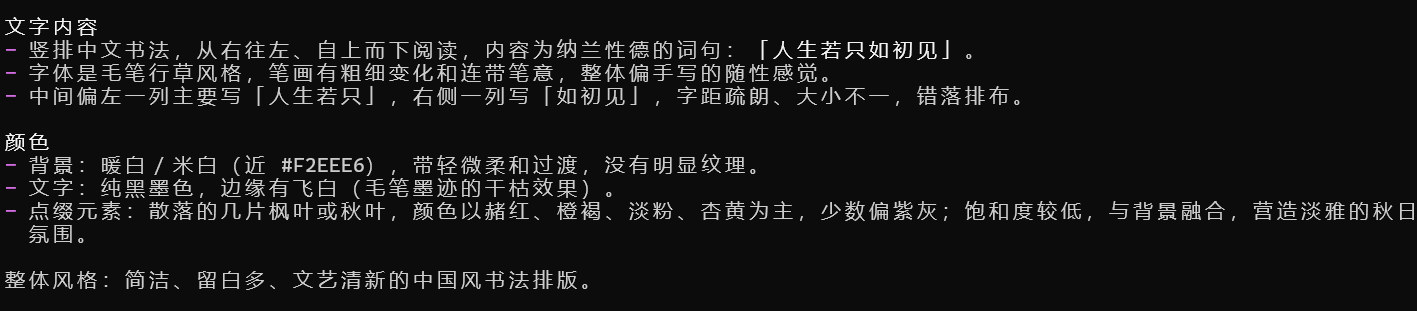 文字内容
- 竖排中文书法，从右往左、自上而下阅读，内容为纳兰性德的词句：「人生若只如初见」。
- 字体是毛笔行草风格，笔画有粗细变化和连带笔意，整体偏手写的随性感觉。
- 中间偏左一列主要写「人生若只」，右侧一列写「如初见」，字距疏朗、大小不一，错落排布。
颜色
- 背景：暖白 / 米白（近 #F2EEE6），带轻微柔和过渡，没有明显纹理。
- 文字：纯黑墨色，边缘有飞白（毛笔墨迹的干枯效果）。
- 点缀元素：散落的几片枫叶或秋叶，颜色以赭红、橙褐、淡粉、杏黄为主，少数偏紫灰；饱和度较低，与背景融合，营造淡雅的秋日
氛围。
整体风格：简洁、留白多、文艺清新的中国风书法排版。